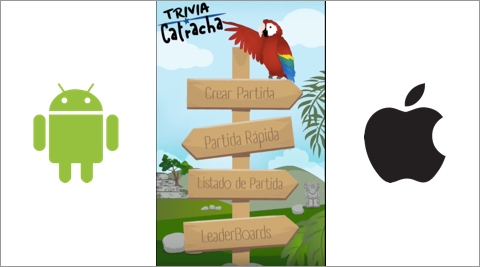 TRIVIA
Catracha
Crear Partida
Partida Rápida
Listado de Partida
LeaderBoards